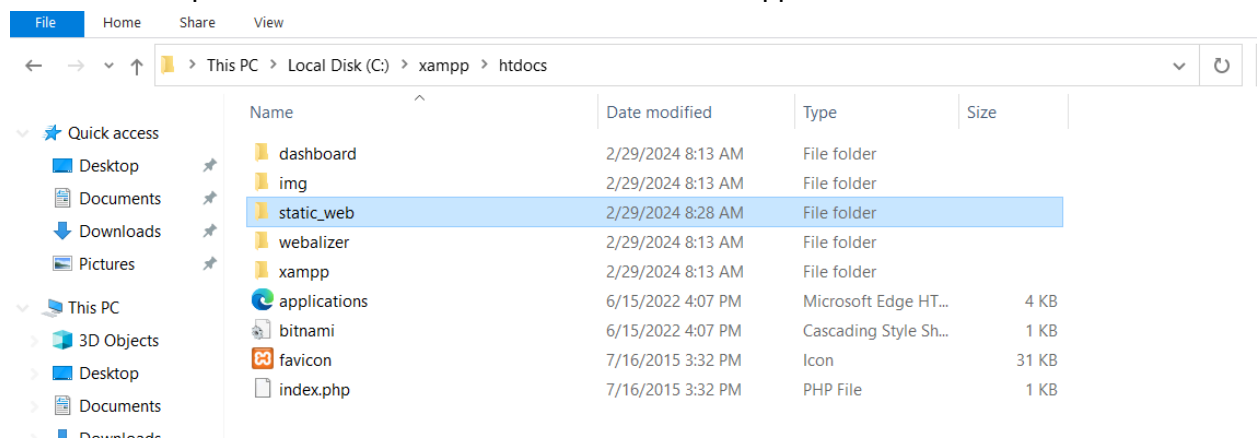 File Home Share View
This PC > Local Disk (C:) > xampp > htdocs
Name Date modified Type Size
Quick access
Desktop
Documents
Downloads
Pictures
This PC
3D Objects
Desktop
Documents
Downloads
dashboard 2/29/2024 8:13 AM File folder
img 2/29/2024 8:13 AM File folder
static_web 2/29/2024 8:28 AM File folder
webalizer 2/29/2024 8:13 AM File folder
xampp 2/29/2024 8:13 AM File folder
applications 6/15/2022 4:07 PM Microsoft Edge HT... 4 KB
bitnami 6/15/2022 4:07 PM Cascading Style Sh... 1 KB
favicon 7/16/2015 3:32 PM Icon 31 KB
index.php 7/16/2015 3:32 PM PHP File 1 KB